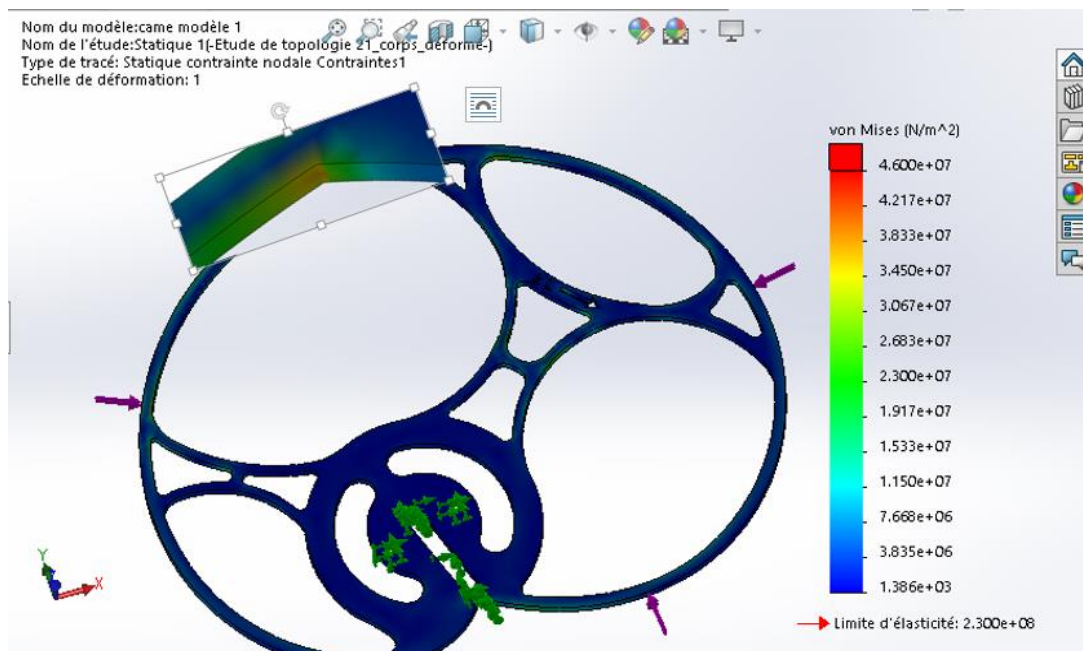 Nom du modèle:came modèle 1
Nom de l'étude:Statique 1(-Etude de topologie 21_corps_déformé-)
Type de tracé: Statique contrainte nodale Contraintes1
Echelle de déformation: 1
von Mises (N/m^2)
4.600e+07
4.217e+07
3.833e+07
3.450e+07
3.067e+07
2.683e+07
2.300e+07
1.917e+07
1.533e+07
1.150e+07
7.668e+06
3.835e+06
1.386e+03
Limite d'élasticité: 2.300e+08
Y
X